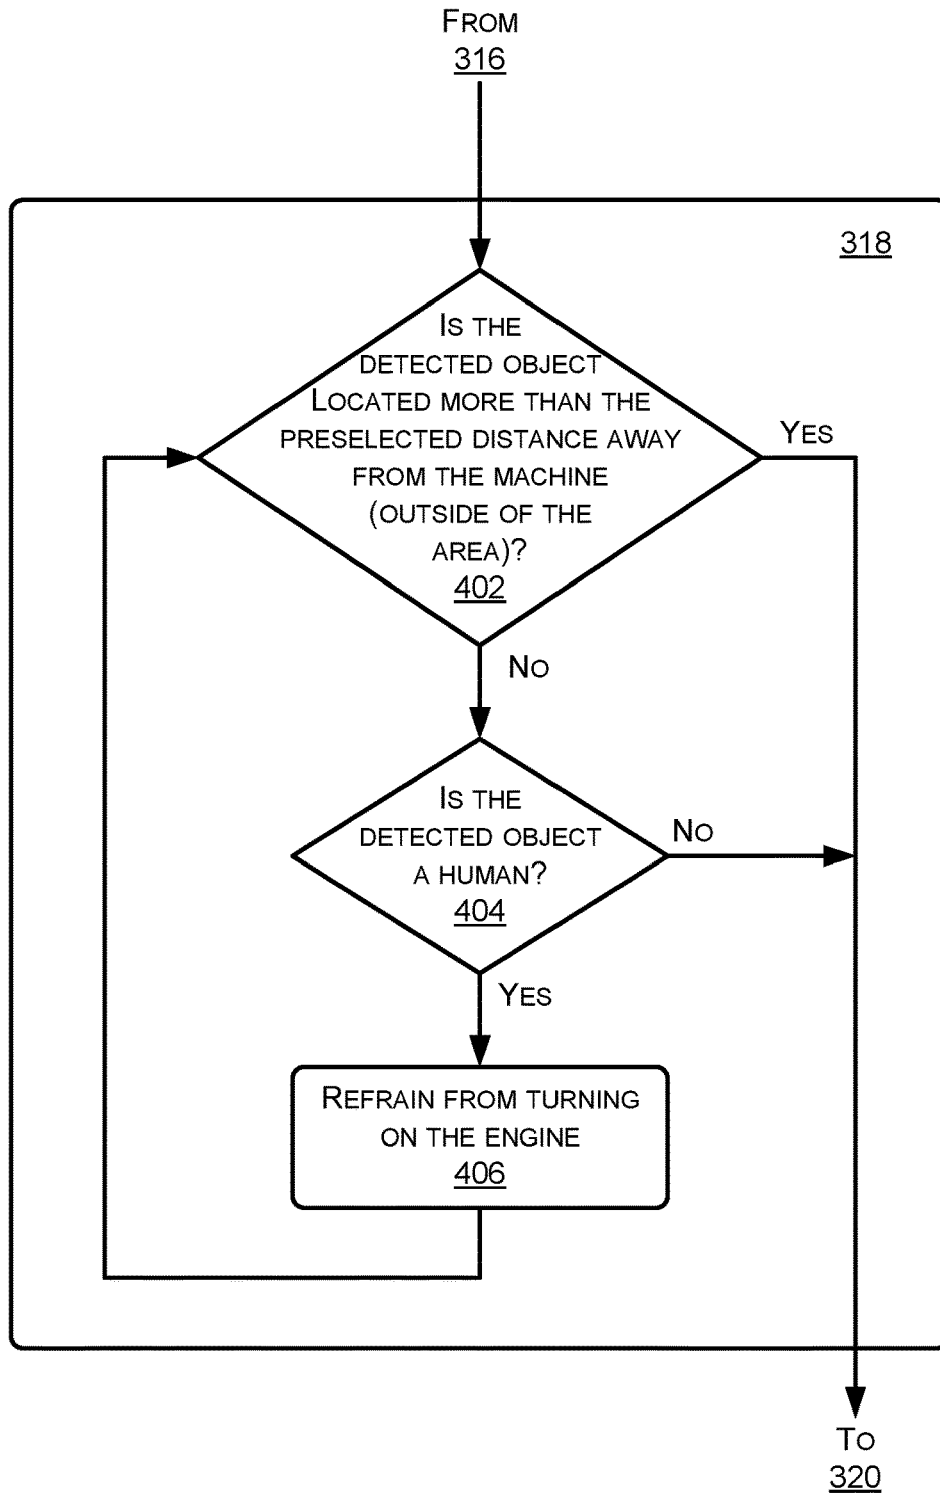 FROM
316
318
IS THE
DETECTED OBJECT
LOCATED MORE THAN THE
PRESELECTED DISTANCE AWAY
FROM THE MACHINE
(OUTSIDE OF THE
AREA)?
402
YES
NO
IS THE
DETECTED OBJECT
A HUMAN?
404
NO
YES
REFRAIN FROM TURNING
ON THE ENGINE
406
TO
320